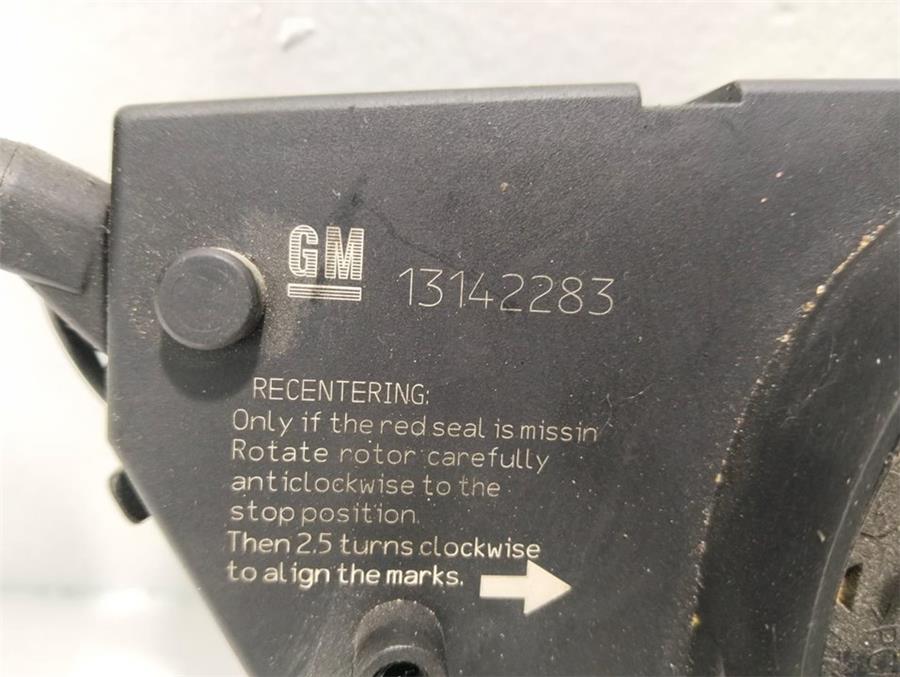 GM
13142283
RECENTERING:
Only if the red seal is missin
Rotate rotor carefully
anticlockwise to the
stop position.
Then 2.5 turns clockwise
to align the marks.